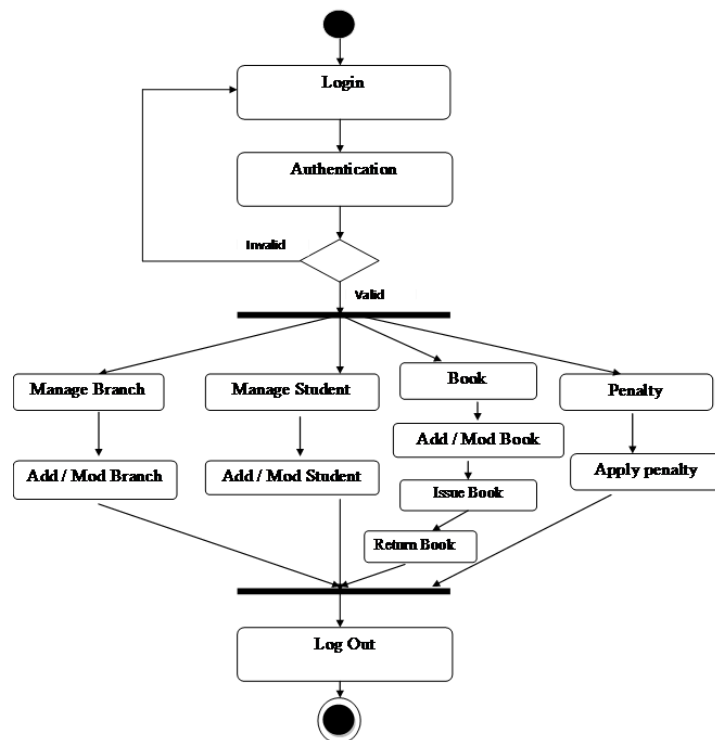 Login
Authentication
Invalid
Valid
Manage Branch
Manage Student
Book
Penalty
Add / Mod Branch
Add / Mod Student
Add / Mod Book
Apply penalty
Issue Book
Return Book
Log Out